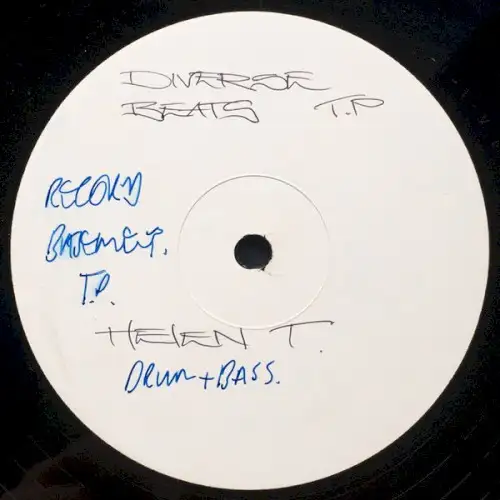 DIVERSE
BEATS T.P
RECORD
BASEMENT.
T.P.
HELEN T.
DRUM+BASS.